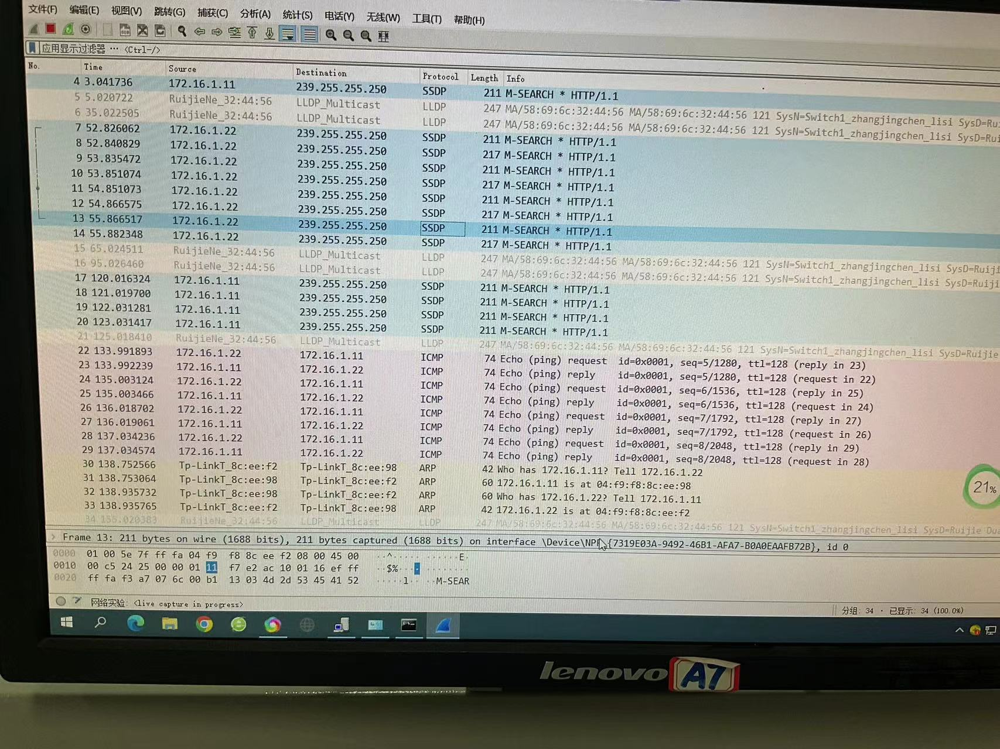 文件(F) 编辑(E) 视图(V) 跳转(G) 捕获(C) 分析(A) 统计(S) 电话(Y) 无线(W) 工具(T) 帮助(H)
应用显示过滤器 … <Ctrl-/>
No. Time Source Destination Protocol Length Info
4 3.041736 172.16.1.11 239.255.255.250 SSDP 211 M-SEARCH * HTTP/1.1
5 5.020722 RuijieNe_32:44:56 LLDP_Multicast LLDP 247 MA/58:69:6c:32:44:56 MA/58:69:6c:32:44:56 121 SysN=Switch1_zhangjingchen_lisi SysD=Rui
6 35.022505 RuijieNe_32:44:56 LLDP_Multicast LLDP 247 MA/58:69:6c:32:44:56 MA/58:69:6c:32:44:56 121 SysN=Switch1_zhangjingchen_lisi SysD=Rui
7 52.826062 172.16.1.22 239.255.255.250 SSDP 211 M-SEARCH * HTTP/1.1
8 52.840829 172.16.1.22 239.255.255.250 SSDP 217 M-SEARCH * HTTP/1.1
9 53.835472 172.16.1.22 239.255.255.250 SSDP 211 M-SEARCH * HTTP/1.1
10 53.851074 172.16.1.22 239.255.255.250 SSDP 217 M-SEARCH * HTTP/1.1
11 54.851073 172.16.1.22 239.255.255.250 SSDP 211 M-SEARCH * HTTP/1.1
12 54.866575 172.16.1.22 239.255.255.250 SSDP 217 M-SEARCH * HTTP/1.1
13 55.866517 172.16.1.22 239.255.255.250 SSDP 211 M-SEARCH * HTTP/1.1
14 55.882348 172.16.1.22 239.255.255.250 SSDP 217 M-SEARCH * HTTP/1.1
15 65.024511 RuijieNe_32:44:56 LLDP_Multicast LLDP 247 MA/58:69:6c:32:44:56 MA/58:69:6c:32:44:56 121 SysN=Switch1_zhangjingchen_lisi SysD=Ruiji
16 95.026460 RuijieNe_32:44:56 LLDP_Multicast LLDP 247 MA/58:69:6c:32:44:56 MA/58:69:6c:32:44:56 121 SysN=Switch1_zhangjingchen_lisi SysD=Ruiji
17 120.016324 172.16.1.11 239.255.255.250 SSDP 211 M-SEARCH * HTTP/1.1
18 121.019700 172.16.1.11 239.255.255.250 SSDP 211 M-SEARCH * HTTP/1.1
19 122.031281 172.16.1.11 239.255.255.250 SSDP 211 M-SEARCH * HTTP/1.1
20 123.031417 172.16.1.11 239.255.255.250 SSDP 211 M-SEARCH * HTTP/1.1
21 125.018410 RuijieNe_32:44:56 LLDP_Multicast LLDP 247 MA/58:69:6c:32:44:56 MA/58:69:6c:32:44:56 121 SysN=Switch1_zhangjingchen_lisi SysD=Ruijie
22 133.991893 172.16.1.22 172.16.1.11 ICMP 74 Echo (ping) request id=0x0001, seq=5/1280, ttl=128 (reply in 23)
23 133.992239 172.16.1.11 172.16.1.22 ICMP 74 Echo (ping) reply id=0x0001, seq=5/1280, ttl=128 (request in 22)
24 135.003124 172.16.1.22 172.16.1.11 ICMP 74 Echo (ping) request id=0x0001, seq=6/1536, ttl=128 (reply in 25)
25 135.003466 172.16.1.11 172.16.1.22 ICMP 74 Echo (ping) reply id=0x0001, seq=6/1536, ttl=128 (request in 24)
26 136.018702 172.16.1.22 172.16.1.11 ICMP 74 Echo (ping) request id=0x0001, seq=7/1792, ttl=128 (reply in 27)
27 136.019061 172.16.1.11 172.16.1.22 ICMP 74 Echo (ping) reply id=0x0001, seq=7/1792, ttl=128 (request in 26)
28 137.034236 172.16.1.22 172.16.1.11 ICMP 74 Echo (ping) request id=0x0001, seq=8/2048, ttl=128 (reply in 29)
29 137.034574 172.16.1.11 172.16.1.22 ICMP 74 Echo (ping) reply id=0x0001, seq=8/2048, ttl=128 (request in 28)
30 138.752566 Tp-LinkT_8c:ee:f2 Tp-LinkT_8c:ee:98 ARP 42 Who has 172.16.1.11? Tell 172.16.1.22
31 138.753064 Tp-LinkT_8c:ee:98 Tp-LinkT_8c:ee:f2 ARP 60 172.16.1.11 is at 04:f9:f8:8c:ee:98
32 138.935732 Tp-LinkT_8c:ee:98 Tp-LinkT_8c:ee:f2 ARP 60 Who has 172.16.1.22? Tell 172.16.1.11
33 138.935765 Tp-LinkT_8c:ee:f2 Tp-LinkT_8c:ee:98 ARP 42 172.16.1.22 is at 04:f9:f8:8c:ee:f2
34 155.020383 RuijieNe_32:44:56 LLDP_Multicast LLDP 247 MA/58:69:6c:32:44:56 MA/58:69:6c:32:44:56 121 SysN=Switch1_zhangjingchen_lisi SysD=Ruijie Dua
21%
Frame 13: 211 bytes on wire (1688 bits), 211 bytes captured (1688 bits) on interface \Device\NPF_{7319E03A-9492-46B1-AFA7-B0A0EAAFB72B}, id 0
0000 01 00 5e 7f ff fa 04 f9 f8 8c ee f2 08 00 45 00 ··^····· ······E·
0010 00 c5 24 25 00 00 01 11 f7 e2 ac 10 01 16 ef ff ··$%···· ········
0020 ff fa f3 a7 07 6c 00 b1 13 03 4d 2d 53 45 41 52 ·····l·· ··M-SEAR
网络实验: <live capture in progress>
分组: 34 · 已显示: 34 (100.0%)
lenovo A7